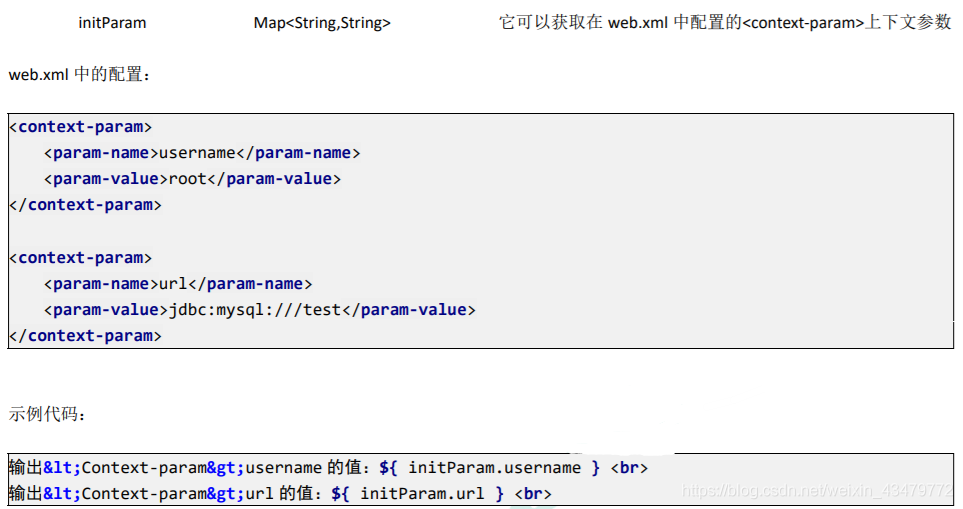 initParam Map<String,String> 它可以获取在 web.xml 中配置的<context-param>上下文参数
web.xml 中的配置：
<context-param>
    <param-name>username</param-name>
    <param-value>root</param-value>
</context-param>
<context-param>
    <param-name>url</param-name>
    <param-value>jdbc:mysql:///test</param-value>
</context-param>
示例代码：
输出&lt;Context-param&gt;username 的值：${ initParam.username } <br>
输出&lt;Context-param&gt;url 的值：${ initParam.url } <br>
https://blog.csdn.net/weixin_43479772